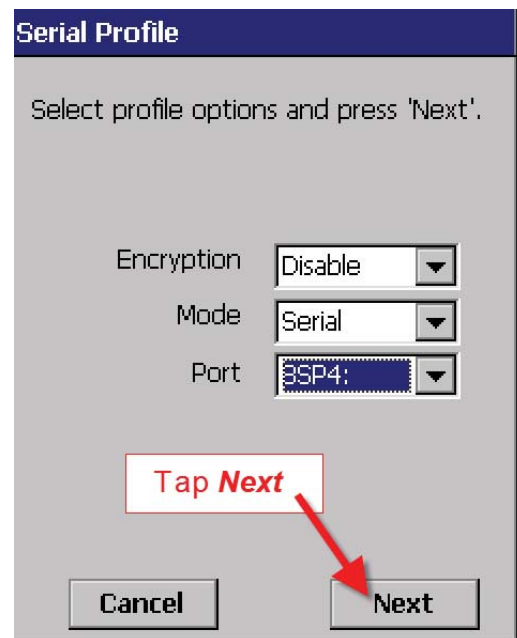 Serial Profile
Select profile options and press 'Next'.
Encryption Disable
Mode Serial
Port BSP4:
Tap Next
Cancel Next